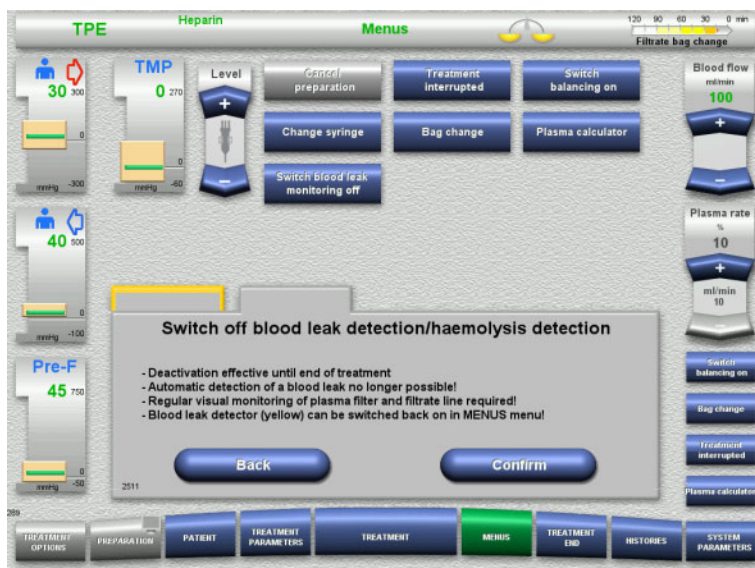 TPE
Heparin
Menus
120 90 60 30 0 min
Filtrate bag change
30 300
0
mmHg -300
TMP
0 270
0
mmHg -60
Level
+
−
Cancel preparation
Treatment interrupted
Switch balancing on
Change syringe
Bag change
Plasma calculator
Switch blood leak monitoring off
Blood flow
ml/min
100
+
−
40 500
0
mmHg -100
Plasma rate
%
10
+
ml/min
10
−
Pre-F
45 750
0
mmHg -50
Switch off blood leak detection/haemolysis detection
- Deactivation effective until end of treatment
- Automatic detection of a blood leak no longer possible!
- Regular visual monitoring of plasma filter and filtrate line required!
- Blood leak detector (yellow) can be switched back on in MENUS menu!
Back
Confirm
2511
Switch balancing on
Bag change
Treatment interrupted
Plasma calculator
289
TREATMENT OPTIONS
PREPARATION
PATIENT
TREATMENT PARAMETERS
TREATMENT
MENUS
TREATMENT END
HISTORIES
SYSTEM PARAMETERS